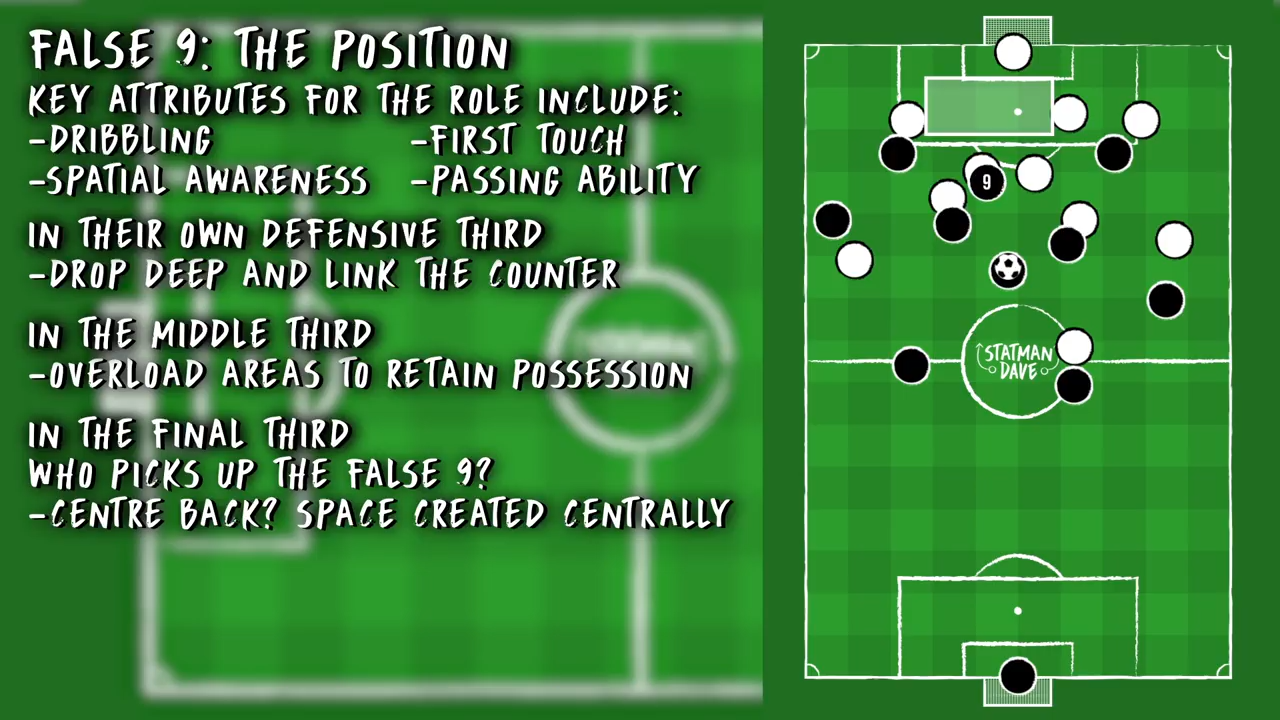 FALSE 9: THE POSITION
KEY ATTRIBUTES FOR THE ROLE INCLUDE:
-DRIBBLING -FIRST TOUCH
-SPATIAL AWARENESS -PASSING ABILITY
IN THEIR OWN DEFENSIVE THIRD
-DROP DEEP AND LINK THE COUNTER
IN THE MIDDLE THIRD
-OVERLOAD AREAS TO RETAIN POSSESSION
IN THE FINAL THIRD
WHO PICKS UP THE FALSE 9?
-CENTRE BACK? SPACE CREATED CENTRALLY
9
STATMAN
DAVE